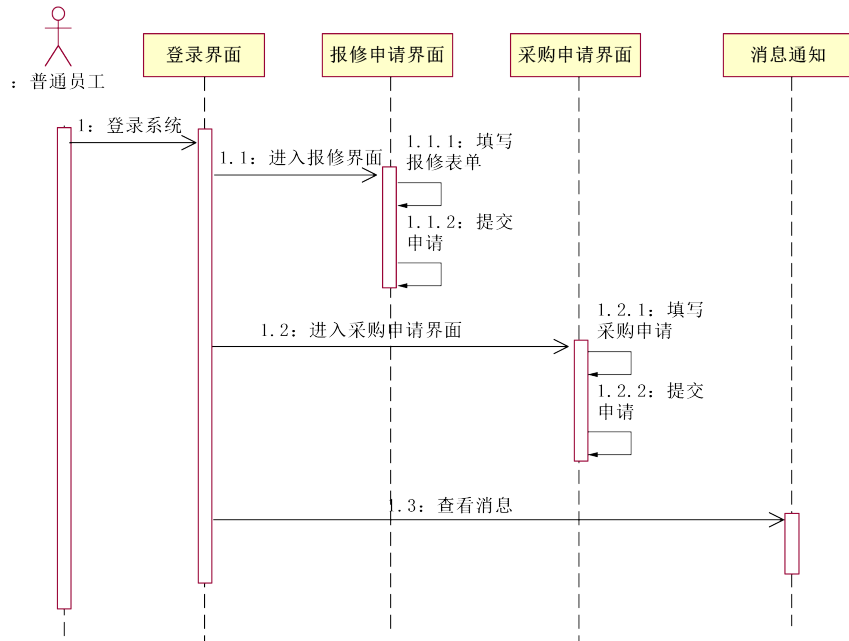 登录界面
报修申请界面
采购申请界面
消息通知
：普通员工
1：登录系统
1.1：进入报修界面
1.1.1：填写
报修表单
1.1.2：提交
申请
1.2：进入采购申请界面
1.2.1：填写
采购申请
1.2.2：提交
申请
1.3：查看消息